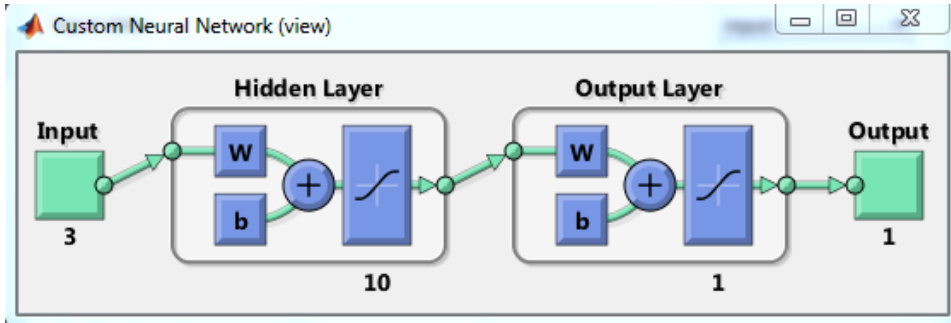 Custom Neural Network (view)
Hidden Layer
Output Layer
Input
Output
W
W
+
+
b
b
3
1
10
1